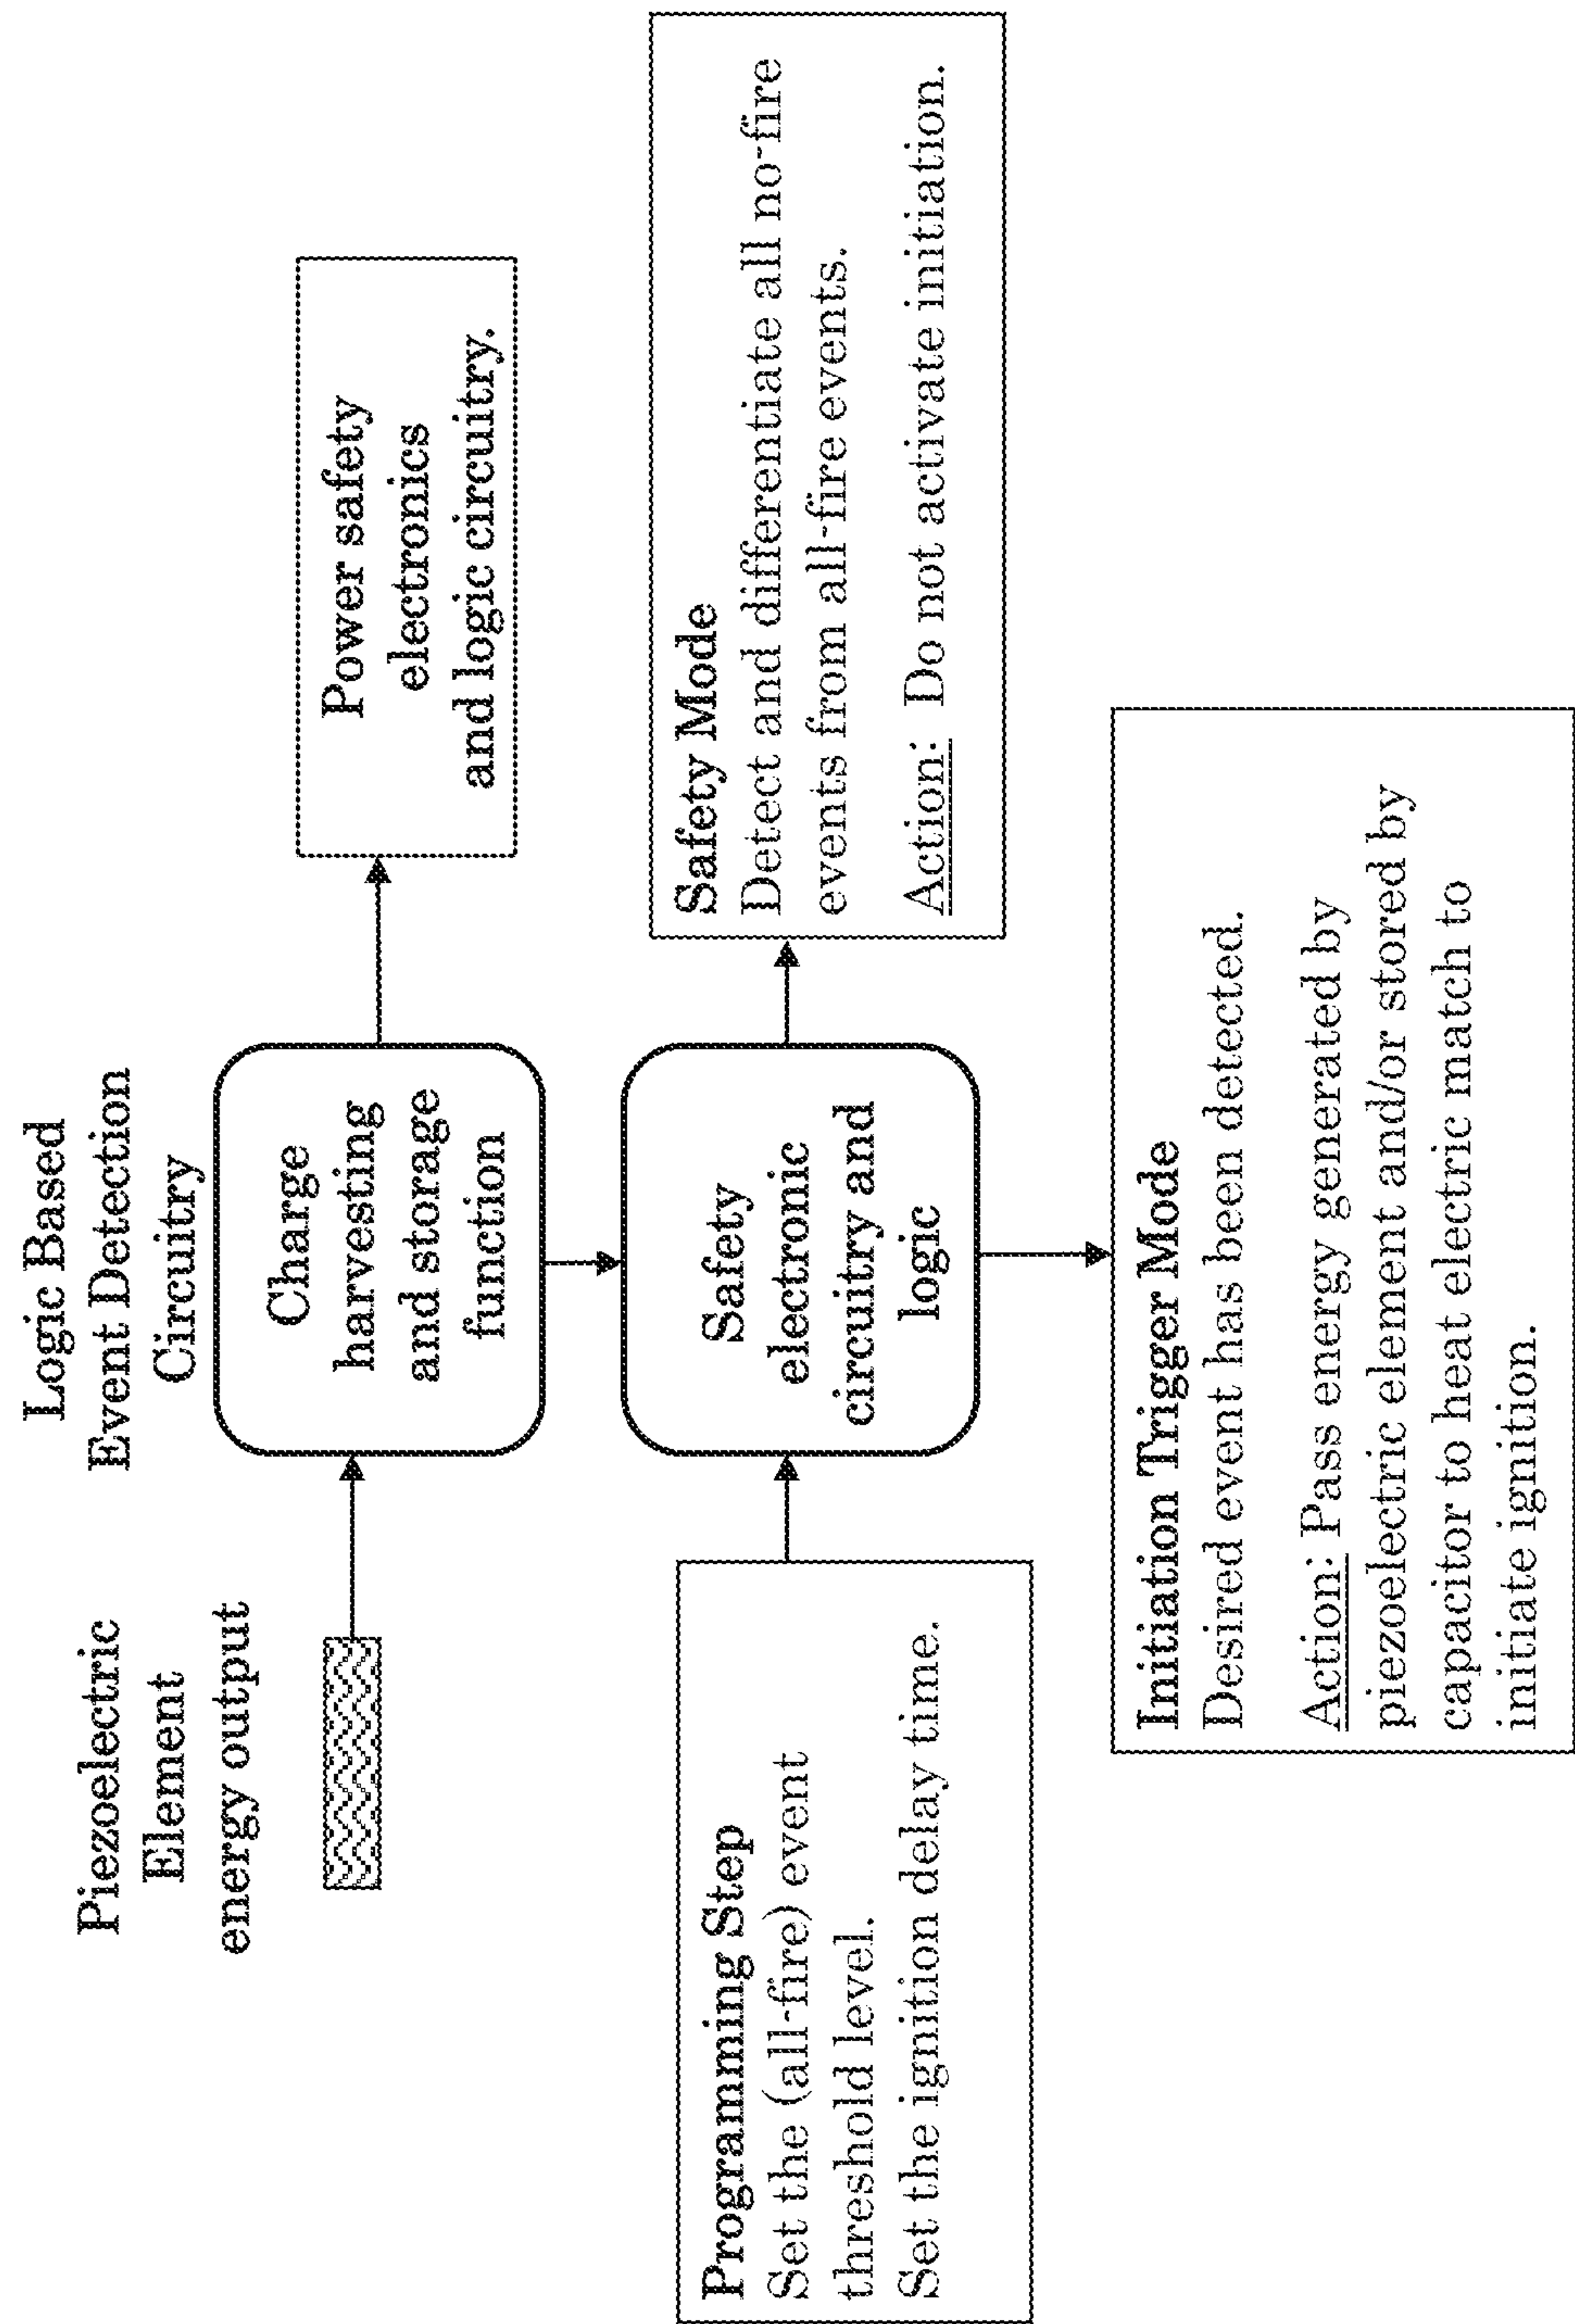 Piezoelectric
Element
energy output
Logic Based
Event Detection
Circuitry
Charge
harvesting
and storage
function
Power safety
electronics
and logic circuitry.
Programming Step
Set the (all-fire) event
threshold level.
Set the ignition delay time.
Safety
electronic
circuitry and
logic
Safety Mode
Detect and differentiate all no-fire
events from all-fire events.
Action: Do not activate initiation.
Initiation Trigger Mode
Desired event has been detected.
Action: Pass energy generated by
piezoelectric element and/or stored by
capacitor to heat electric match to
initiate ignition.